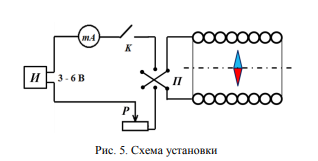 mA
К
И
3 - 6 В
П
Р
Рис. 5. Схема установки